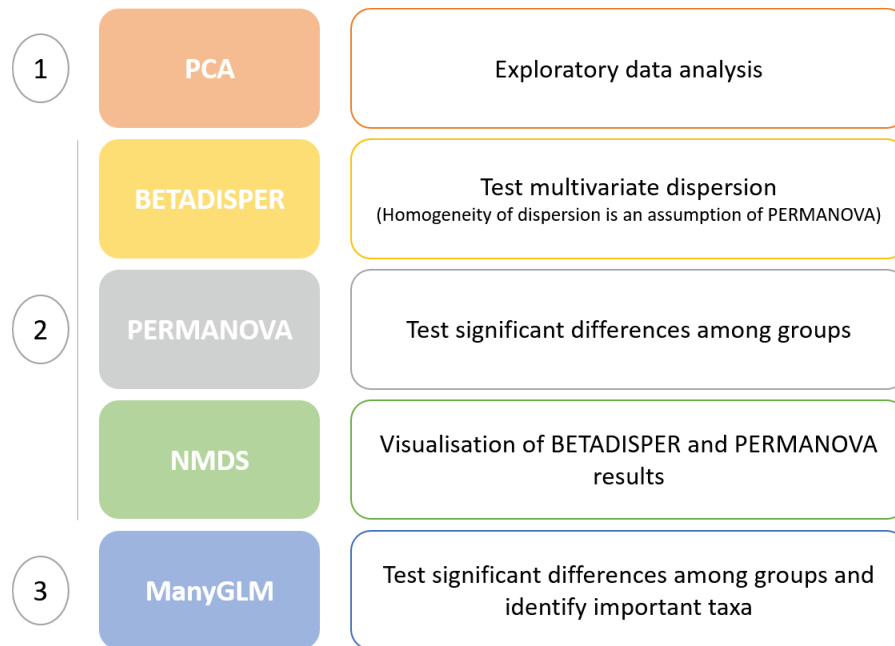 1
PCA
Exploratory data analysis
BETADISPER
Test multivariate dispersion
(Homogeneity of dispersion is an assumption of PERMANOVA)
2
PERMANOVA
Test significant differences among groups
NMDS
Visualisation of BETADISPER and PERMANOVA
results
3
ManyGLM
Test significant differences among groups and
identify important taxa